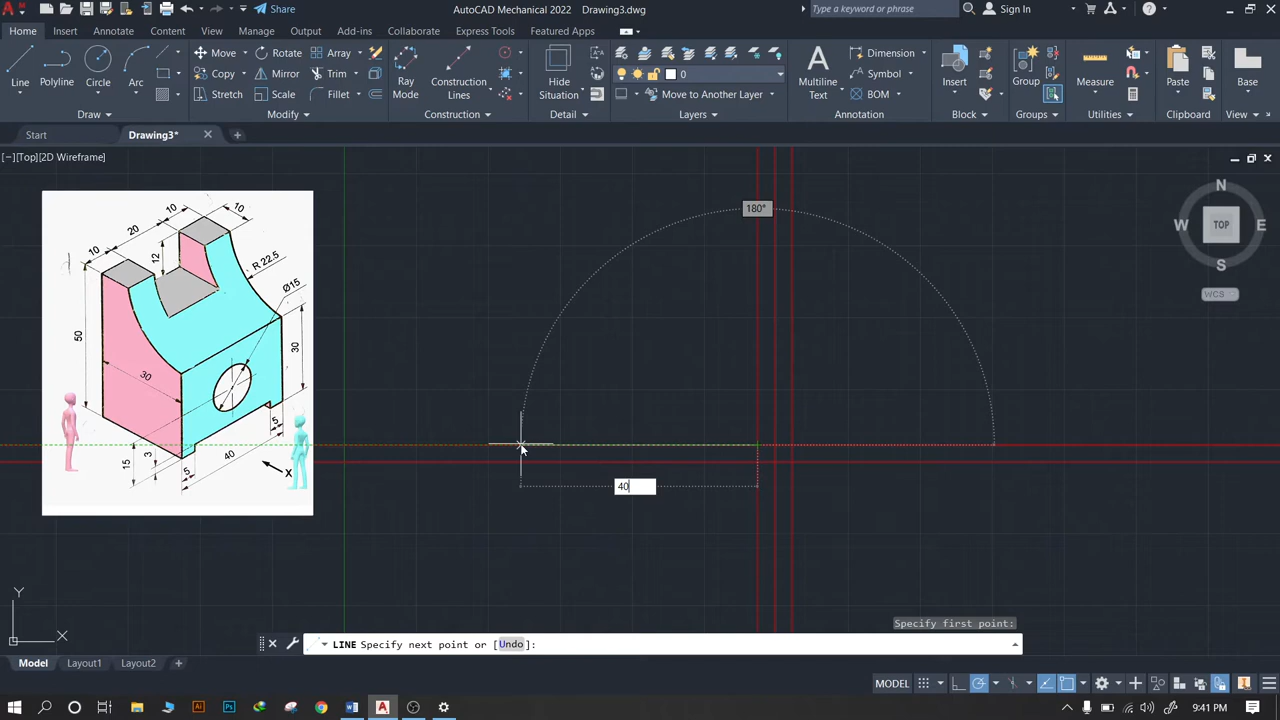 Share
AutoCAD Mechanical 2022 Drawing3.dwg
Type a keyword or phrase
Sign In
Home Insert Annotate Content View Manage Output Add-ins Collaborate Express Tools Featured Apps
Line Polyline Circle Arc
Move Rotate Array
Copy Mirror Trim
Stretch Scale Fillet
Ray Mode
Construction Lines
Hide Situation
0
Move to Another Layer
Multiline Text
Dimension
Symbol
BOM
Insert
Group
Measure
Paste
Base
Draw Modify Construction Detail Layers Annotation Block Groups Utilities Clipboard View
Start Drawing3*
[−][Top][2D Wireframe]
10
10
20
10
12
R 22.5
Ø15
50
30
30
5
40
15
3
5
X
180°
40
N
W TOP E
S
WCS
Y
X
Specify first point:
LINE Specify next point or [Undo]:
Model Layout1 Layout2 +
MODEL
9:41 PM